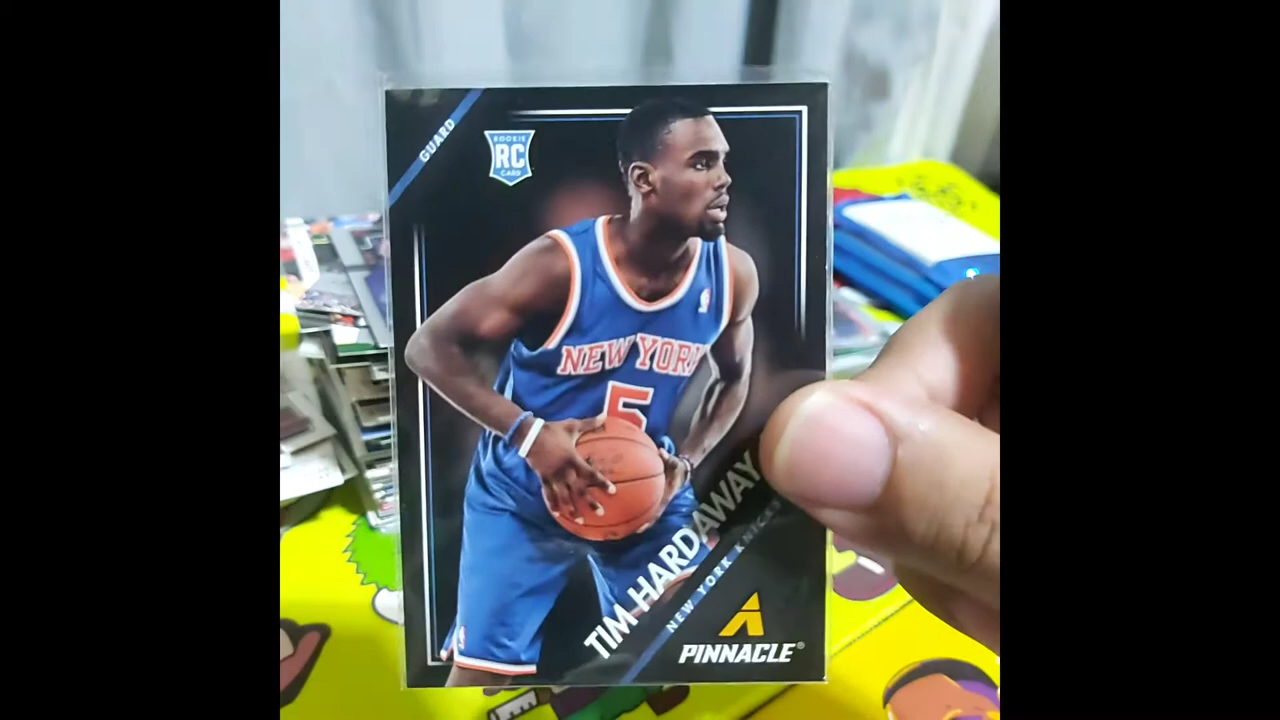 GUARD
ROOKIE
RC
CARD
NEW YORK
5
TIM HARDAWAY
NEW YORK KNICKS
PINNACLE®